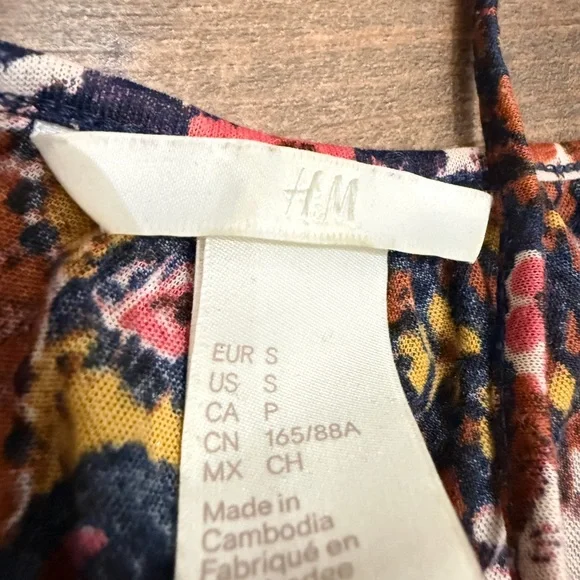 H&M
EUR S
US S
CA P
CN 165/88A
MX CH
Made in
Cambodia
Fabriqué en